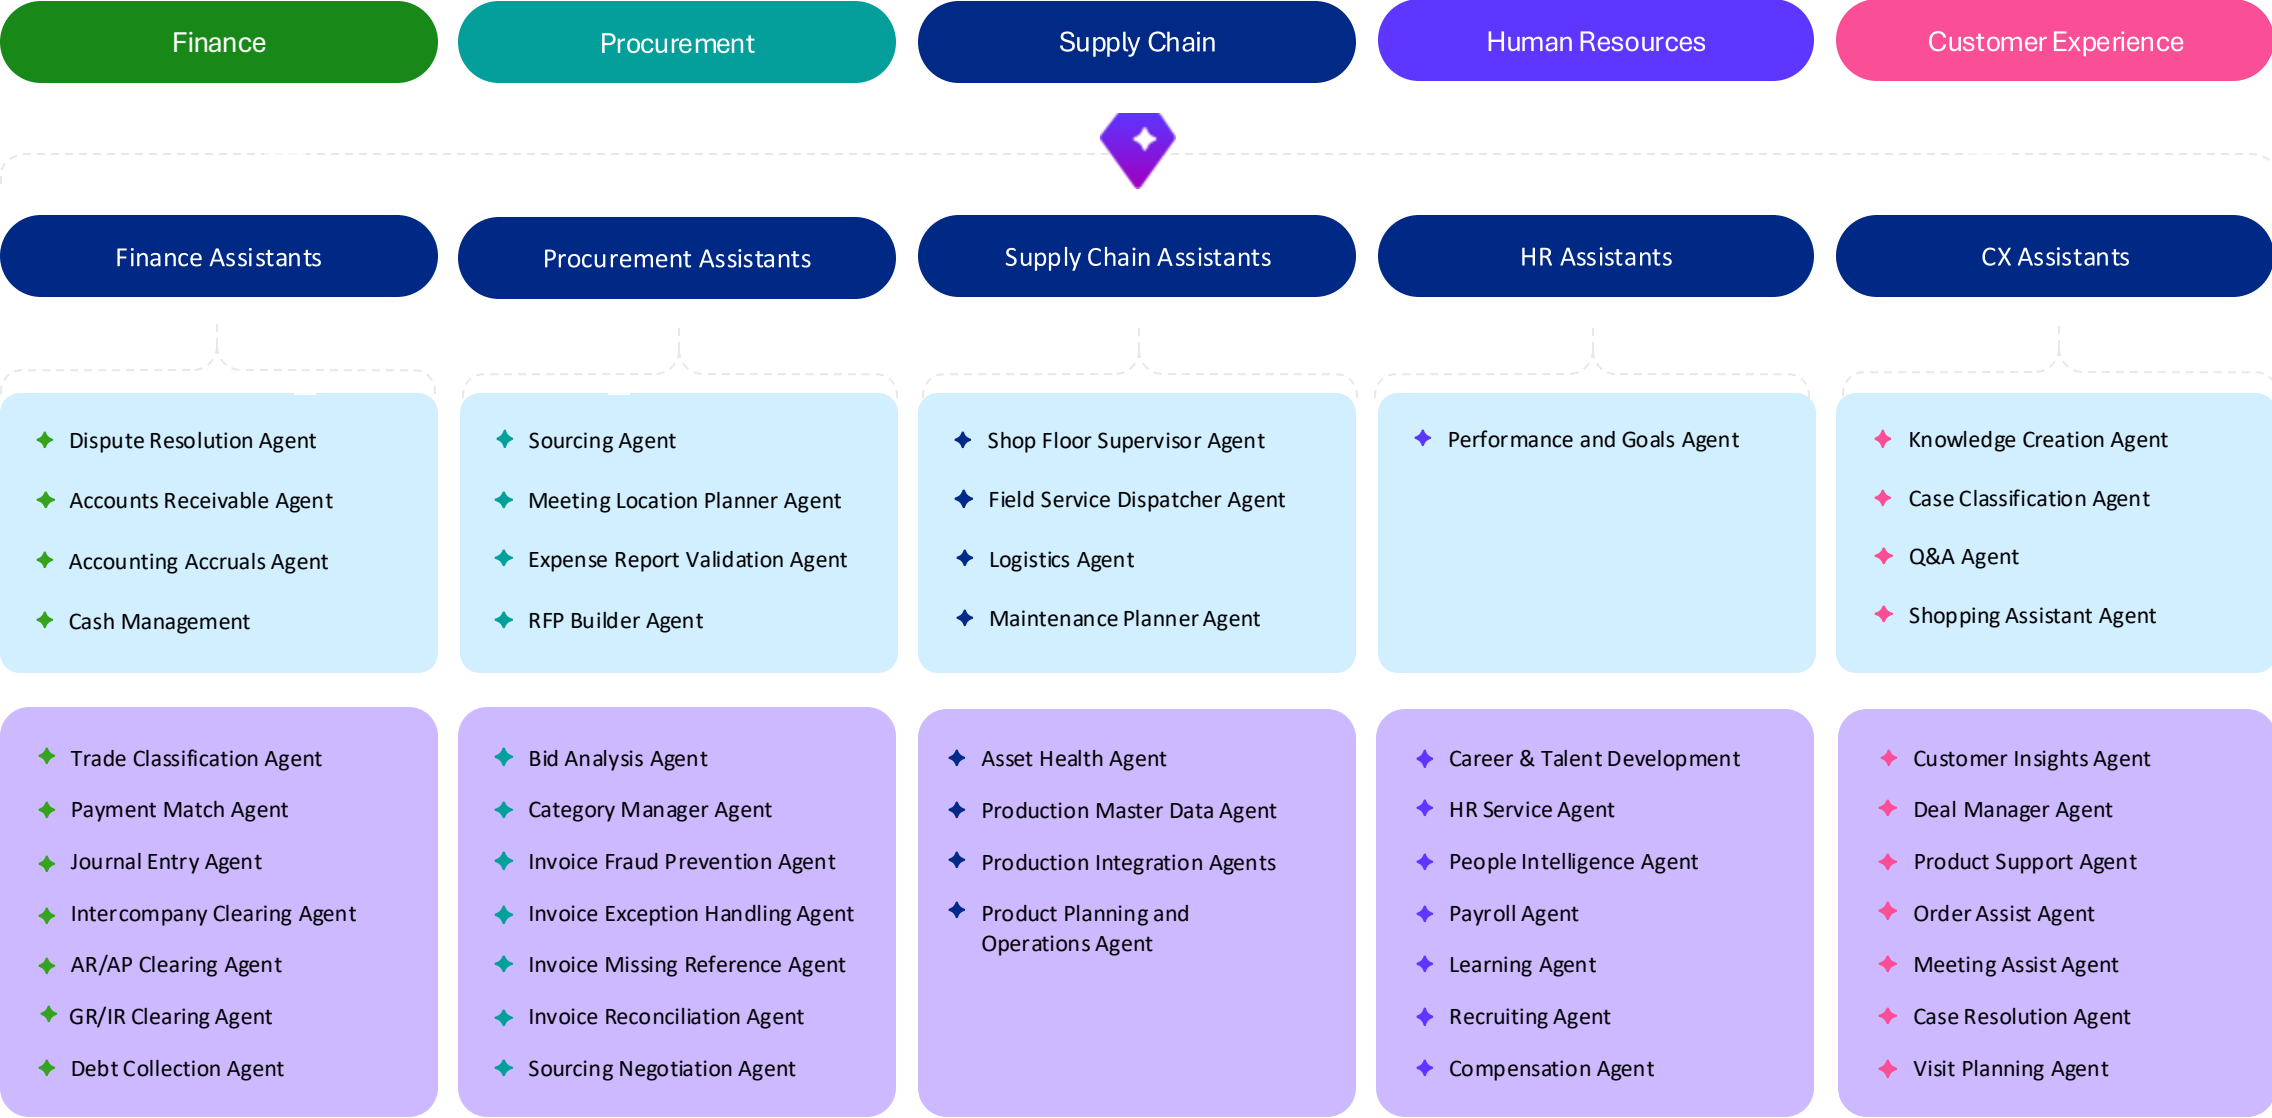 Finance
Procurement
Supply Chain
Human Resources
Customer Experience
Finance Assistants
Procurement Assistants
Supply Chain Assistants
HR Assistants
CX Assistants
Dispute Resolution Agent
Accounts Receivable Agent
Accounting Accruals Agent
Cash Management
Sourcing Agent
Meeting Location Planner Agent
Expense Report Validation Agent
RFP Builder Agent
Shop Floor Supervisor Agent
Field Service Dispatcher Agent
Logistics Agent
Maintenance Planner Agent
Performance and Goals Agent
Knowledge Creation Agent
Case Classification Agent
Q&A Agent
Shopping Assistant Agent
Trade Classification Agent
Payment Match Agent
Journal Entry Agent
Intercompany Clearing Agent
AR/AP Clearing Agent
GR/IR Clearing Agent
Debt Collection Agent
Bid Analysis Agent
Category Manager Agent
Invoice Fraud Prevention Agent
Invoice Exception Handling Agent
Invoice Missing Reference Agent
Invoice Reconciliation Agent
Sourcing Negotiation Agent
Asset Health Agent
Production Master Data Agent
Production Integration Agents
Product Planning and
Operations Agent
Career & Talent Development
HR Service Agent
People Intelligence Agent
Payroll Agent
Learning Agent
Recruiting Agent
Compensation Agent
Customer Insights Agent
Deal Manager Agent
Product Support Agent
Order Assist Agent
Meeting Assist Agent
Case Resolution Agent
Visit Planning Agent